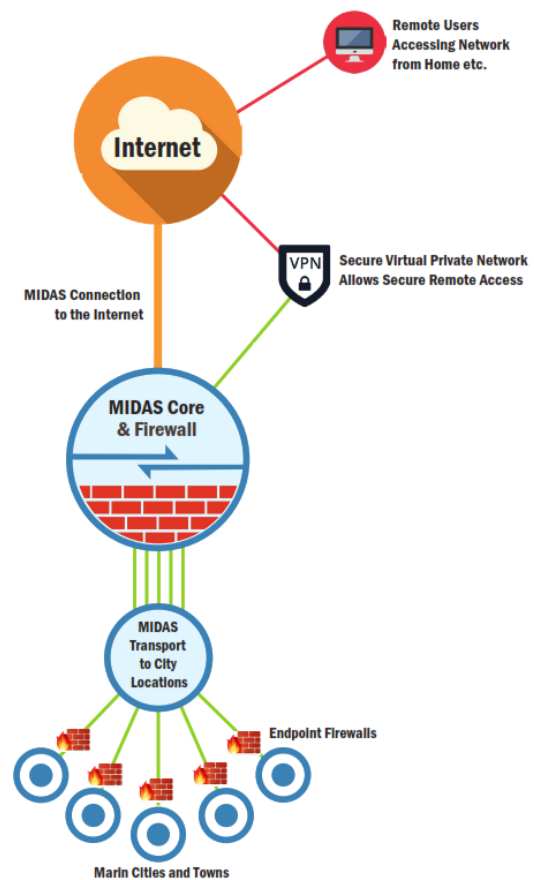 Remote Users
Accessing Network
from Home etc.
Internet
VPN
Secure Virtual Private Network
Allows Secure Remote Access
MIDAS Connection
to the Internet
MIDAS Core
& Firewall
MIDAS
Transport
to City
Locations
Endpoint Firewalls
Marin Cities and Towns